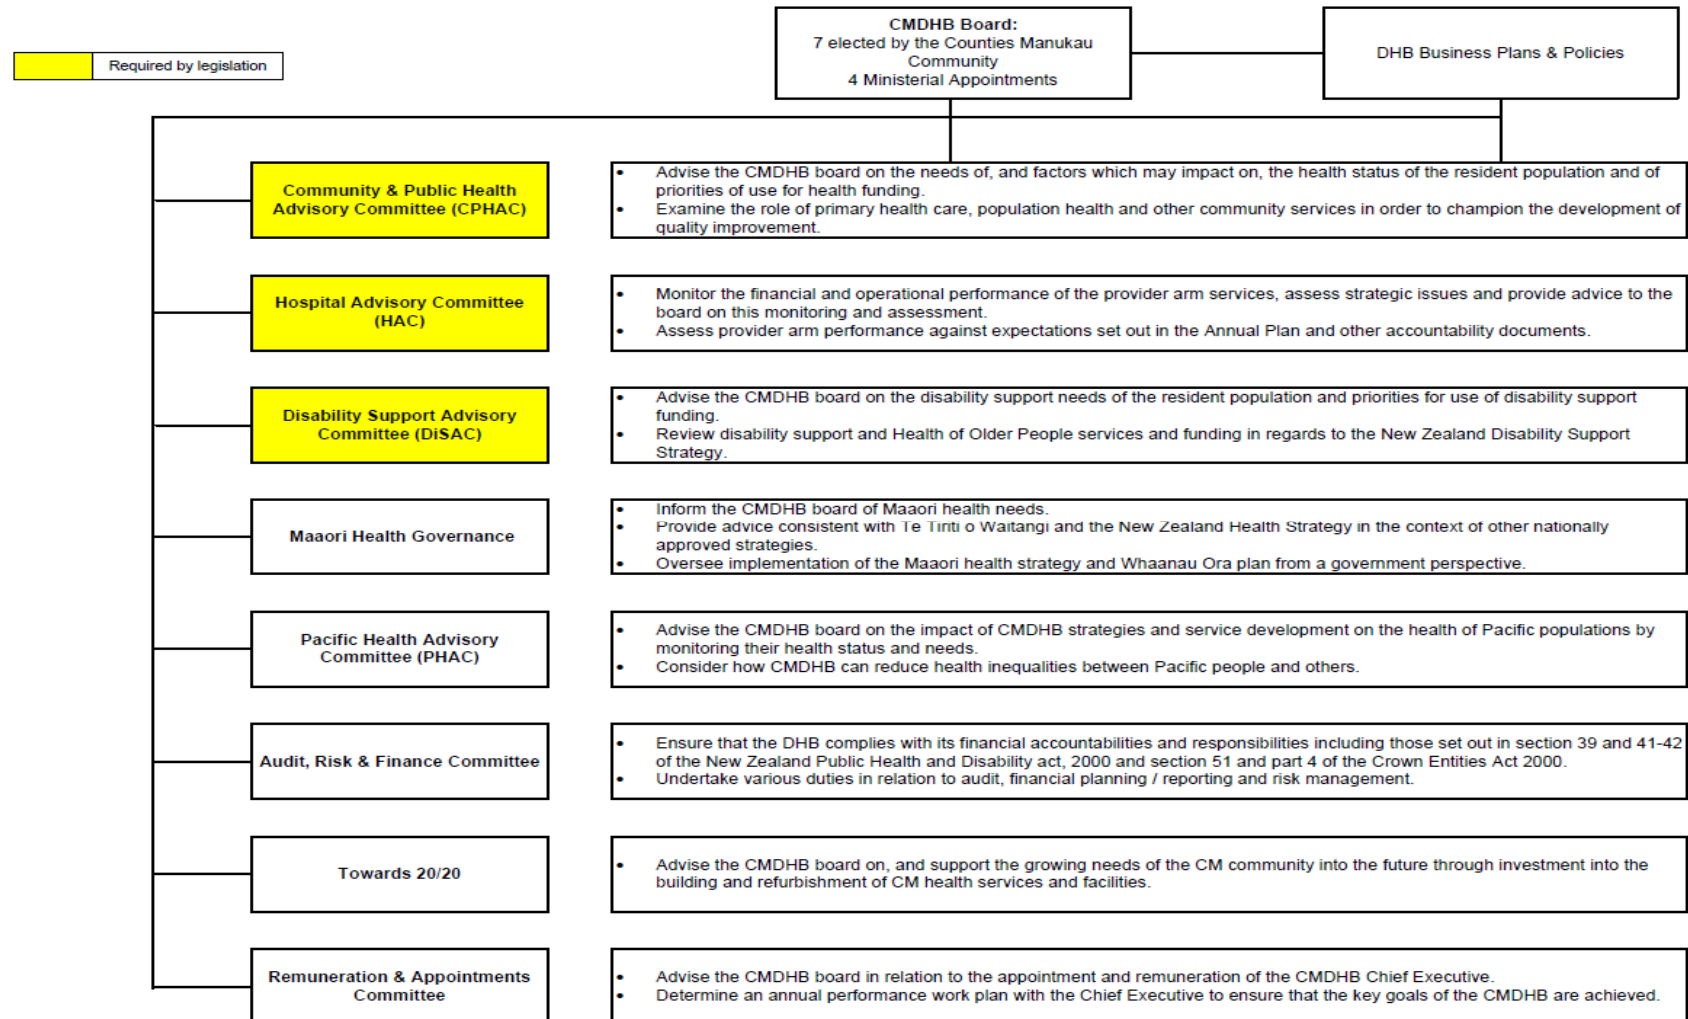 CMDHB Board:
7 elected by the Counties Manukau
Community
4 Ministerial Appointments
DHB Business Plans & Policies
Required by legislation
Community & Public Health
Advisory Committee (CPHAC)
• Advise the CMDHB board on the needs of, and factors which may impact on, the health status of the resident population and of
priorities of use for health funding.
• Examine the role of primary health care, population health and other community services in order to champion the development of
quality improvement.
Hospital Advisory Committee
(HAC)
• Monitor the financial and operational performance of the provider arm services, assess strategic issues and provide advice to the
board on this monitoring and assessment.
• Assess provider arm performance against expectations set out in the Annual Plan and other accountability documents.
Disability Support Advisory
Committee (DiSAC)
• Advise the CMDHB board on the disability support needs of the resident population and priorities for use of disability support
funding.
• Review disability support and Health of Older People services and funding in regards to the New Zealand Disability Support
Strategy.
Maaori Health Governance
• Inform the CMDHB board of Maaori health needs.
• Provide advice consistent with Te Tiriti o Waitangi and the New Zealand Health Strategy in the context of other nationally
approved strategies.
• Oversee implementation of the Maaori health strategy and Whaanau Ora plan from a government perspective.
Pacific Health Advisory
Committee (PHAC)
• Advise the CMDHB board on the impact of CMDHB strategies and service development on the health of Pacific populations by
monitoring their health status and needs.
• Consider how CMDHB can reduce health inequalities between Pacific people and others.
Audit, Risk & Finance Committee
• Ensure that the DHB complies with its financial accountabilities and responsibilities including those set out in section 39 and 41-42
of the New Zealand Public Health and Disability act, 2000 and section 51 and part 4 of the Crown Entities Act 2000.
• Undertake various duties in relation to audit, financial planning / reporting and risk management.
Towards 20/20
• Advise the CMDHB board on, and support the growing needs of the CM community into the future through investment into the
building and refurbishment of CM health services and facilities.
Remuneration & Appointments
Committee
• Advise the CMDHB board in relation to the appointment and remuneration of the CMDHB Chief Executive.
• Determine an annual performance work plan with the Chief Executive to ensure that the key goals of the CMDHB are achieved.